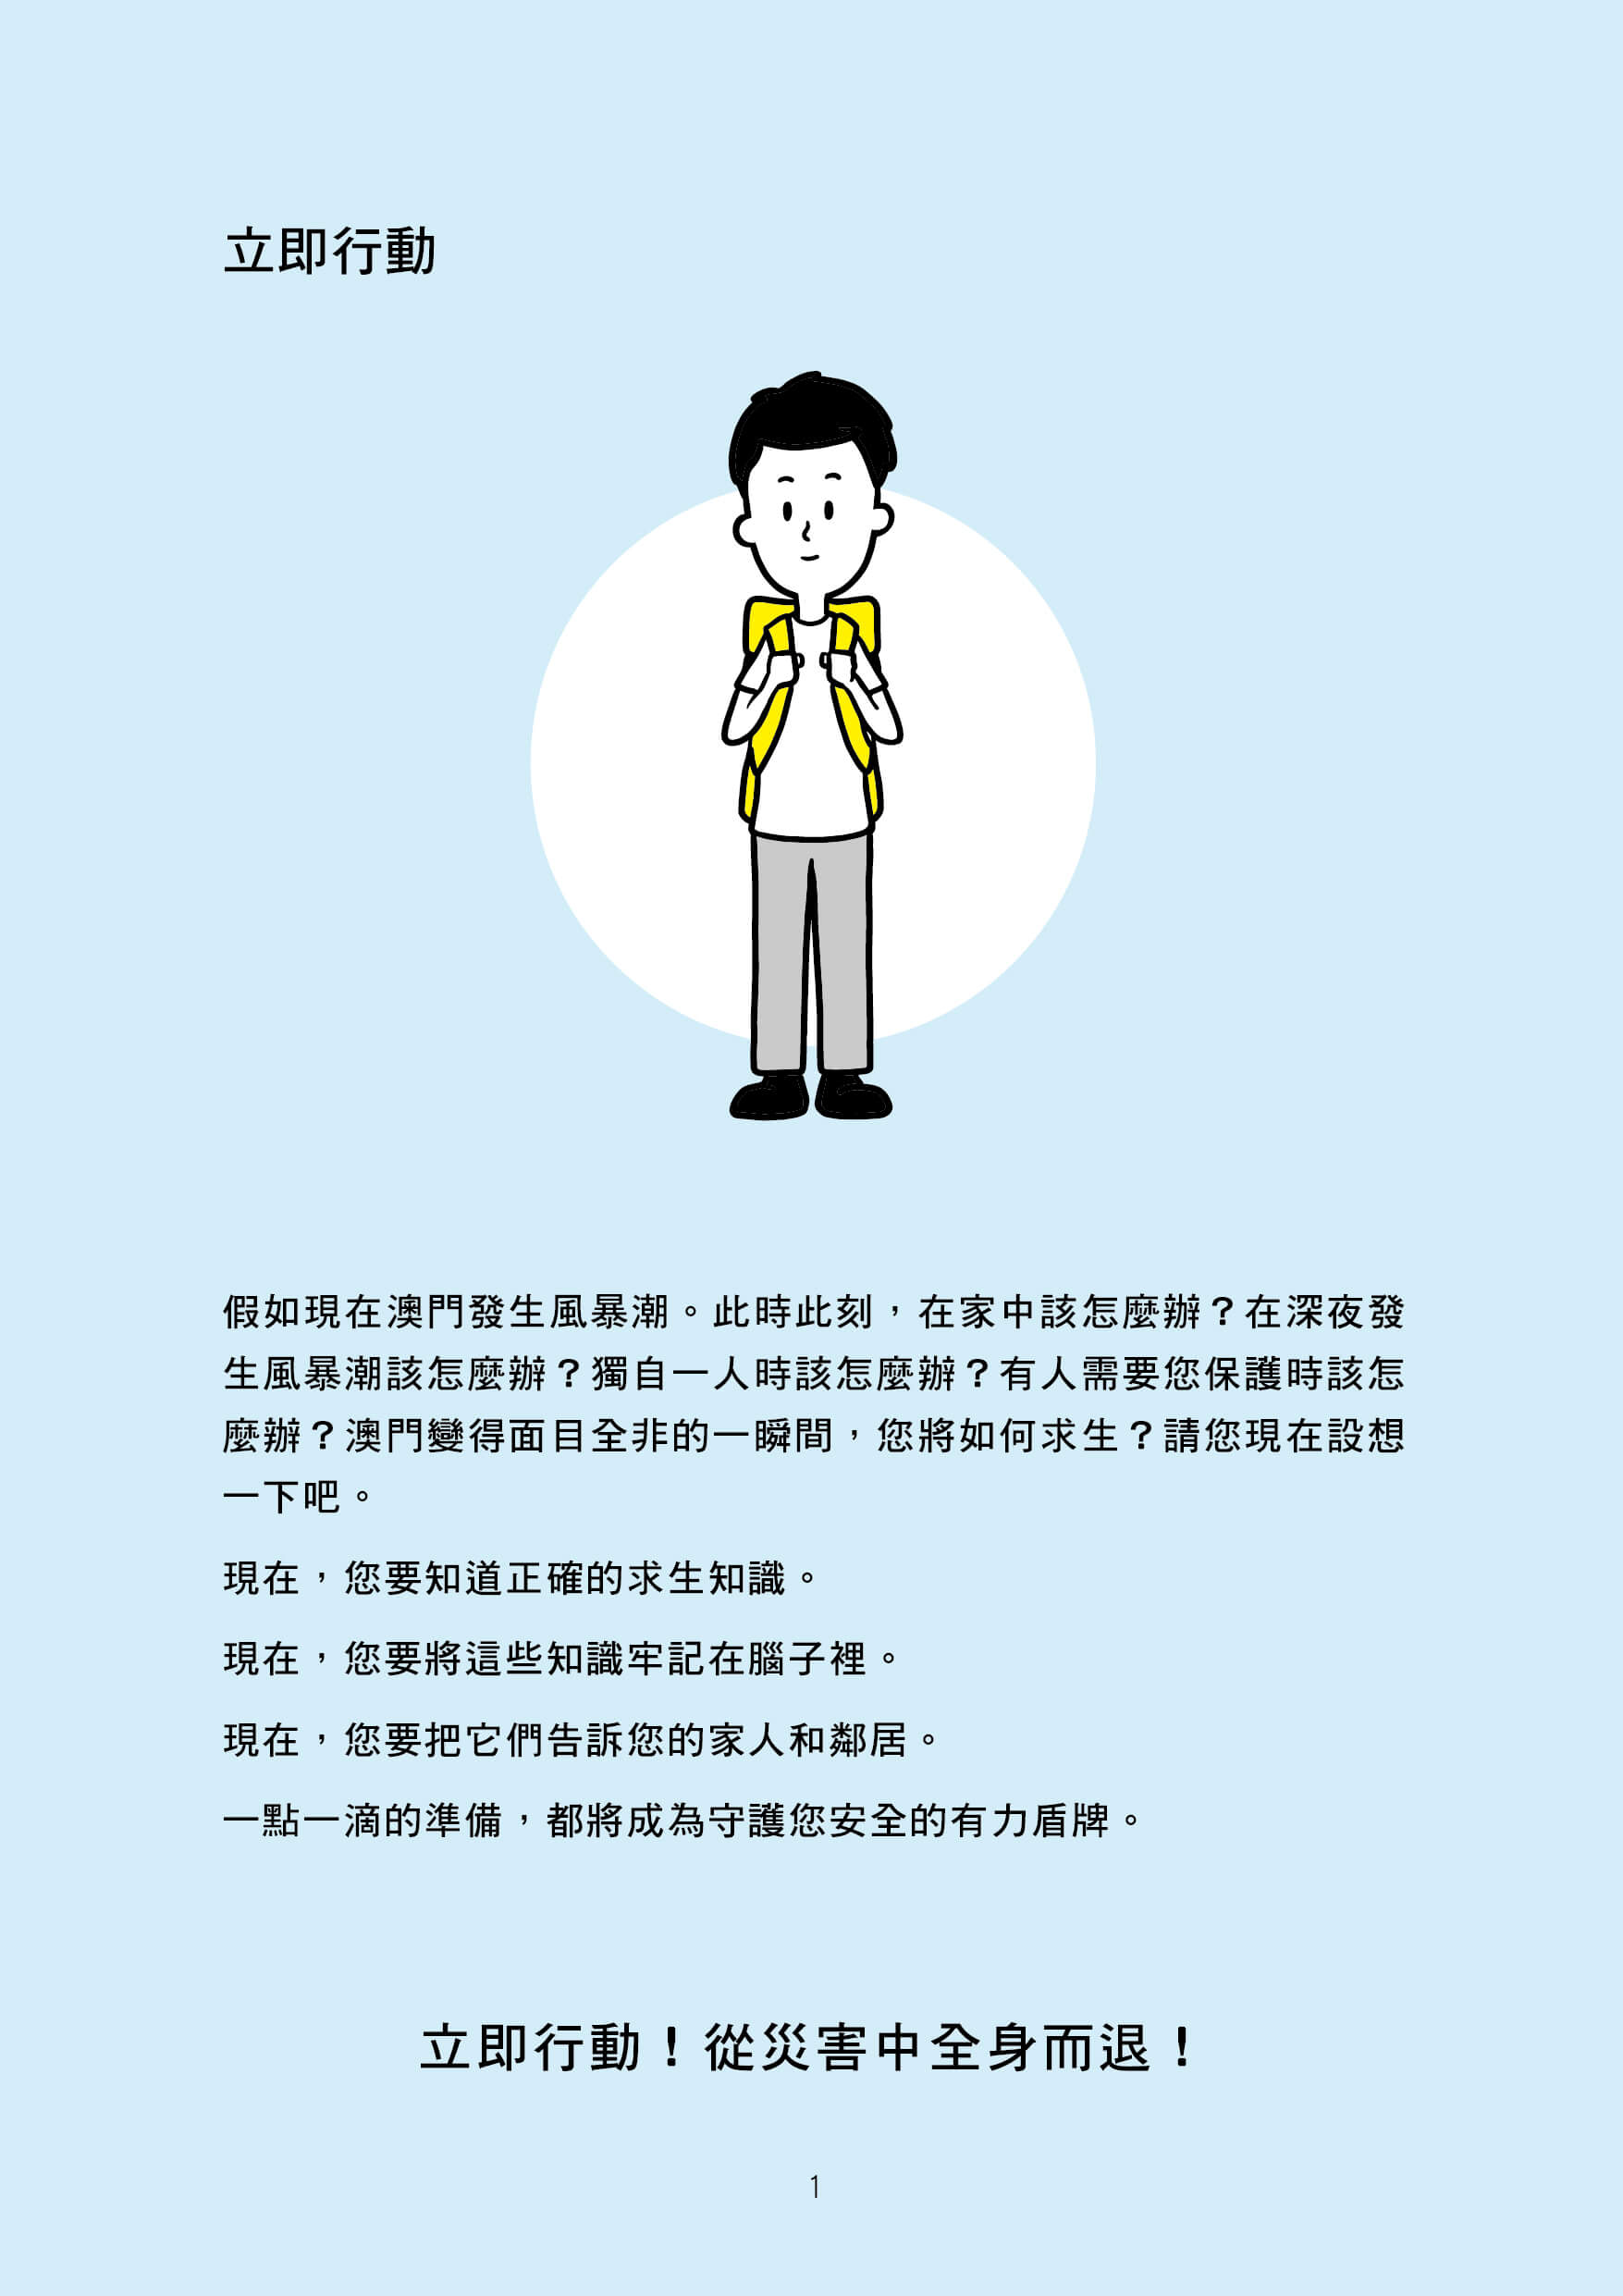 立即行動
假如現在澳門發生風暴潮。此時此刻，在家中該怎麼辦？在深夜發
生風暴潮該怎麼辦？獨自一人時該怎麼辦？有人需要您保護時該怎
麼辦？澳門變得面目全非的一瞬間，您將如何求生？請您現在設想
一下吧。
現在，您要知道正確的求生知識。
現在，您要將這些知識牢記在腦子裡。
現在，您要把它們告訴您的家人和鄰居。
一點一滴的準備，都將成為守護您安全的有力盾牌。
立即行動！從災害中全身而退！
1